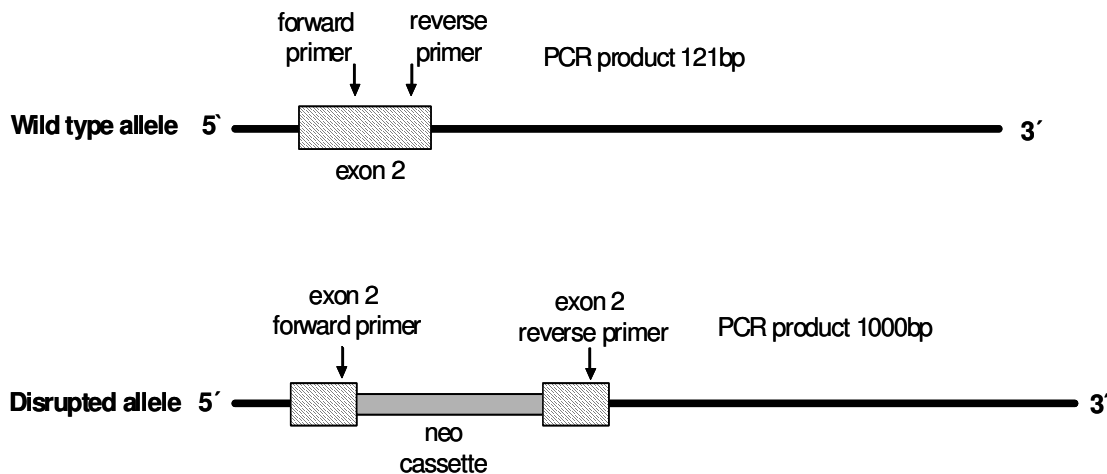 forward
primer
reverse
primer
PCR product 121bp
Wild type allele 5` 3´
exon 2
exon 2
forward primer
exon 2
reverse primer
PCR product 1000bp
Disrupted allele 5´ 3´
neo
cassette